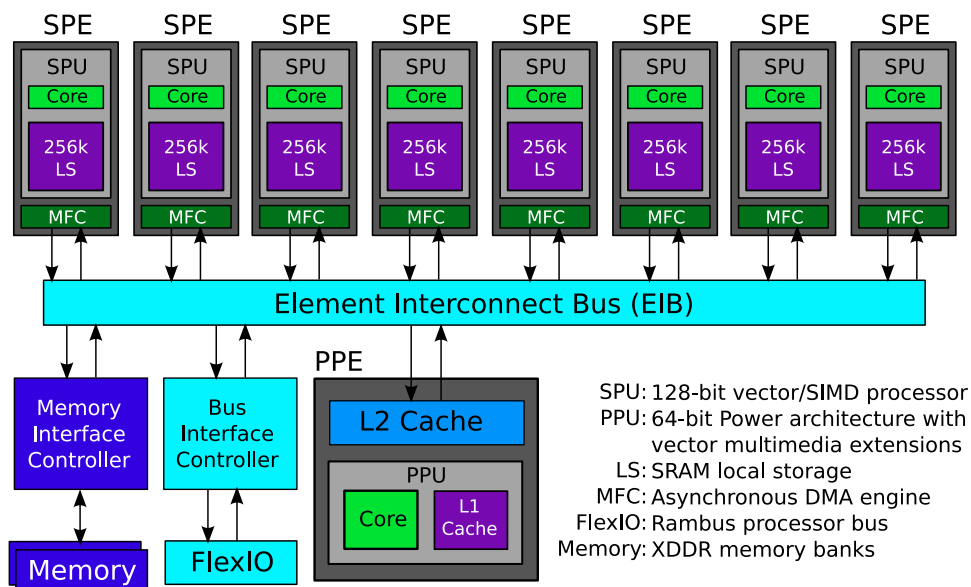 SPE SPE SPE SPE SPE SPE SPE SPE
SPU SPU SPU SPU SPU SPU SPU SPU
Core Core Core Core Core Core Core Core
256k 256k 256k 256k 256k 256k 256k 256k
LS LS LS LS LS LS LS LS
MFC MFC MFC MFC MFC MFC MFC MFC
Element Interconnect Bus (EIB)
Memory
Interface
Controller
Memory
Bus
Interface
Controller
FlexIO
PPE
L2 Cache
PPU
Core
L1
Cache
SPU: 128-bit vector/SIMD processor
PPU: 64-bit Power architecture with
vector multimedia extensions
LS: SRAM local storage
MFC: Asynchronous DMA engine
FlexIO: Rambus processor bus
Memory: XDDR memory banks